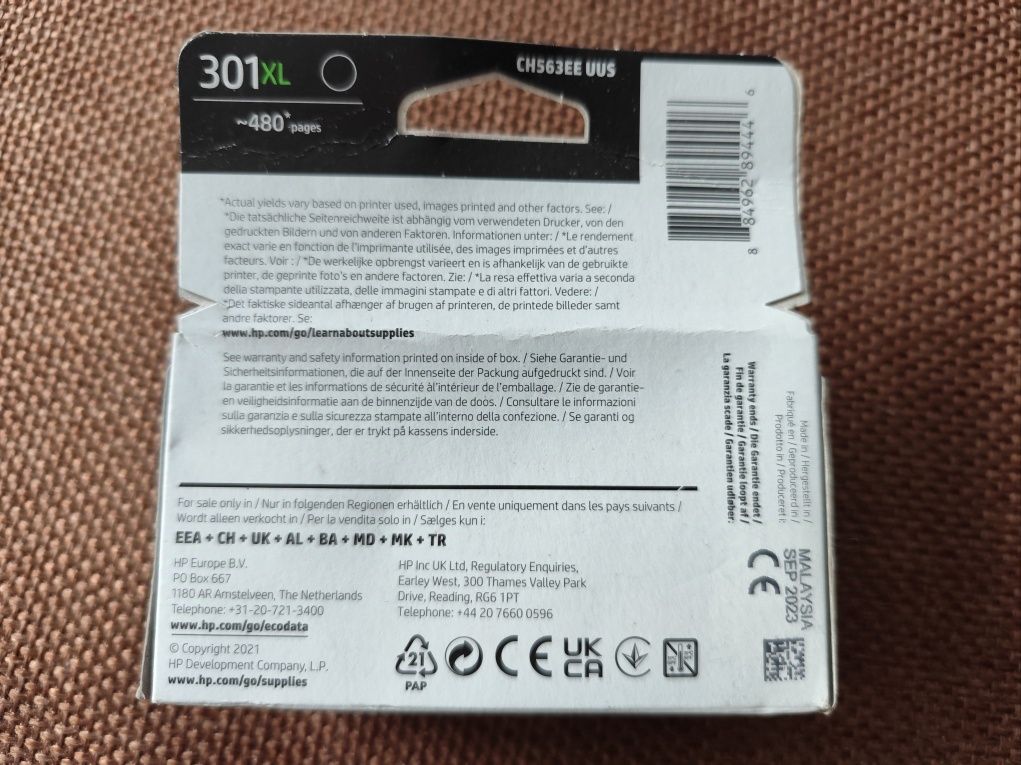 301XL
CH563EE UUS
~480* pages
8 84962 89444 6
*Actual yields vary based on printer used, images printed and other factors. See: /
*Die tatsächliche Seitenreichweite ist abhängig vom verwendeten Drucker, von den
gedruckten Bildern und von anderen Faktoren. Informationen unter: / *Le rendement
exact varie en fonction de l'imprimante utilisée, des images imprimées et d'autres
facteurs. Voir : / *De werkelijke opbrengst varieert en is afhankelijk van de gebruikte
printer, de geprinte foto's en andere factoren. Zie: / *La resa effettiva varia a seconda
della stampante utilizzata, delle immagini stampate e di altri fattori. Vedere: /
*Det faktiske sideantal afhænger af brugen af printeren, de printede billeder samt
andre faktorer. Se:
www.hp.com/go/learnaboutsupplies
See warranty and safety information printed on inside of box. / Siehe Garantie- und
Sicherheitsinformationen, die auf der Innenseite der Packung aufgedruckt sind. / Voir
la garantie et les informations de sécurité àl'intérieur de l'emballage. / Zie de garantie-
en veiligheidsinformatie aan de binnenzijde van de doos. / Consultare le informazioni
sulla garanzia e sulla sicurezza stampate all'interno della confezione. / Se garanti og
sikkerhedsoplysninger, der er trykt på kassens inderside.
Warranty ends / Die Garantie endet /
Fin de garantie / Garantie loopt af /
La garanzia scade / Garantien udløber:
Made in / Hergestellt in /
Fabriqué en / Geproduceerd in /
Prodotto in / Produceret i:
MALAYSIA
SEP 2023
CE
For sale only in / Nur in folgenden Regionen erhältlich / En vente uniquement dans les pays suivants /
Wordt alleen verkocht in / Per la vendita solo in / Sælges kun i:
EEA + CH + UK + AL + BA + MD + MK + TR
HP Europe B.V.
PO Box 667
1180 AR Amstelveen, The Netherlands
Telephone: +31-20-721-3400
www.hp.com/go/ecodata
HP Inc UK Ltd, Regulatory Enquiries,
Earley West, 300 Thames Valley Park
Drive, Reading, RG6 1PT
Telephone: +44 20 7660 0596
© Copyright 2021
HP Development Company, L.P.
www.hp.com/go/supplies
21
PAP
CE
UK
CA